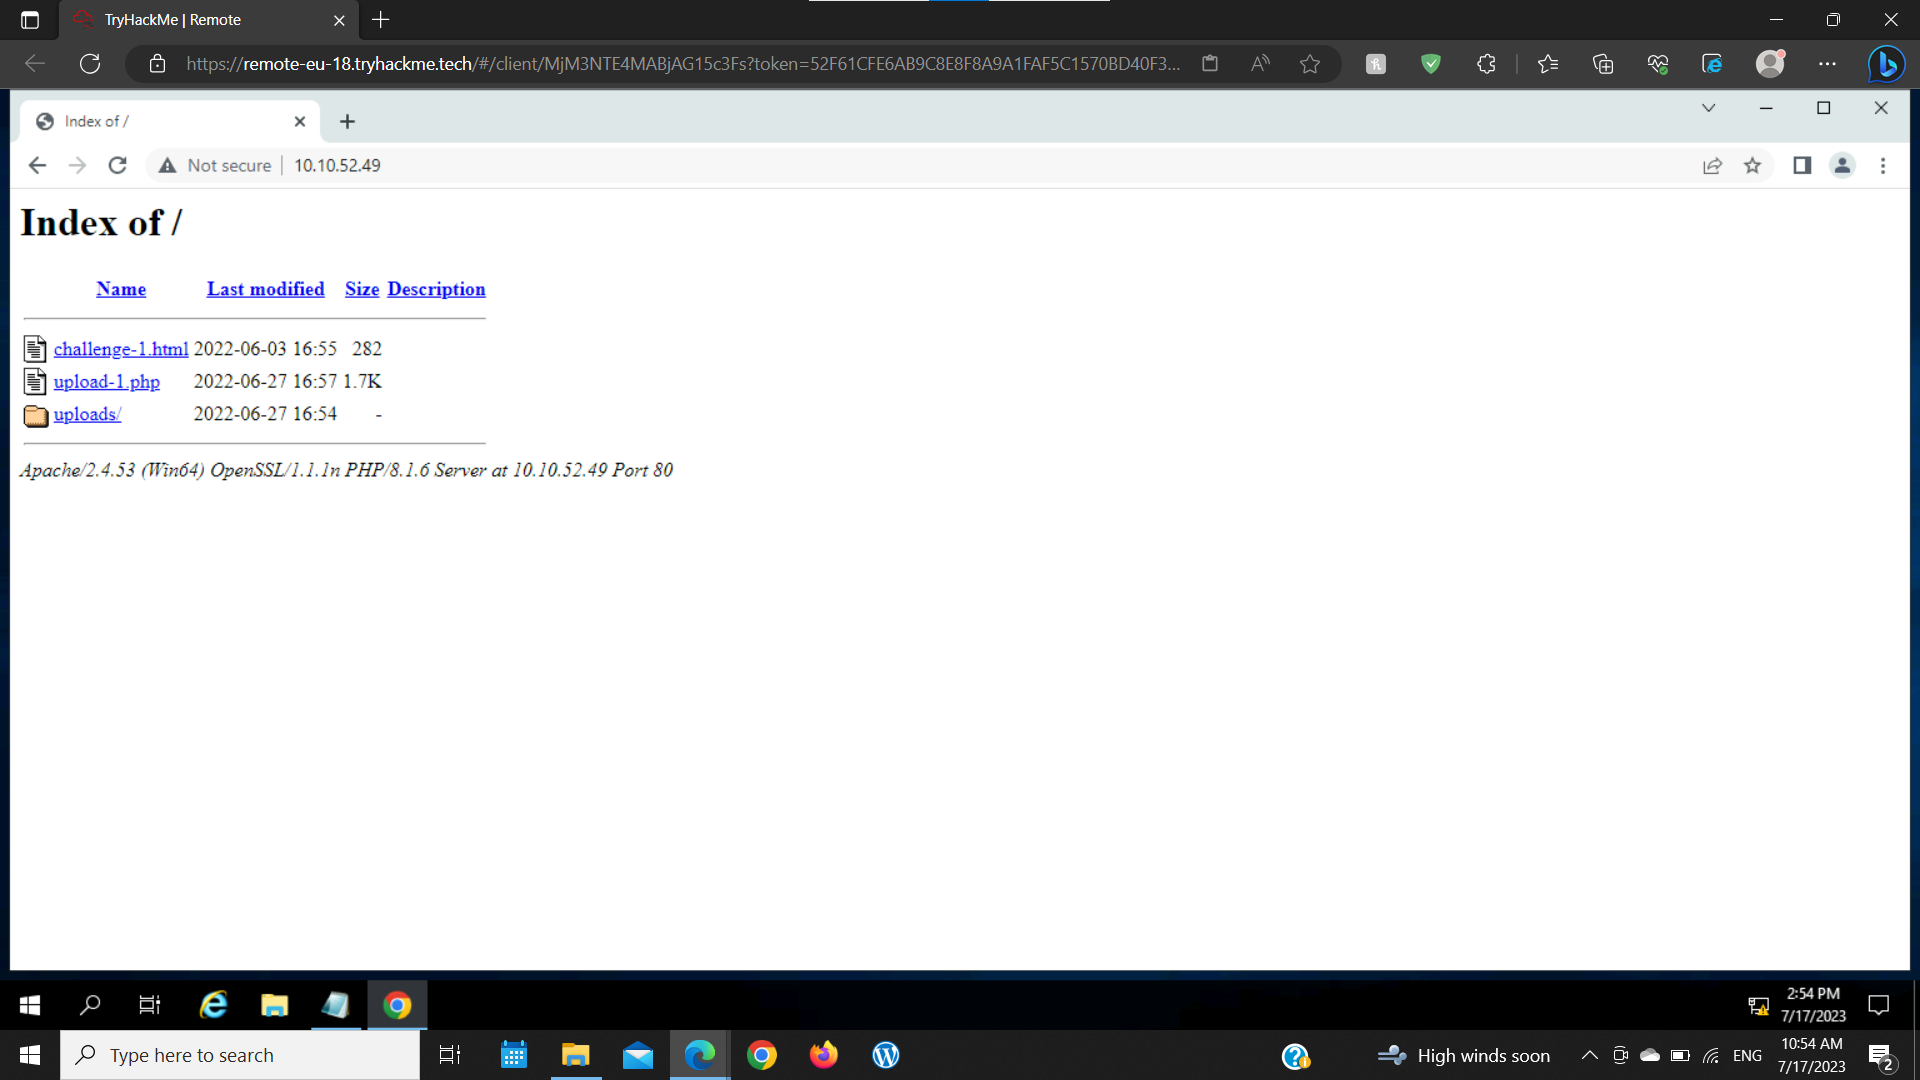 TryHackMe | Remote
https://remote-eu-18.tryhackme.tech/#/client/MjM3NTE4MABjAG15c3Fs?token=52F61CFE6AB9C8E8F8A9A1FAF5C1570BD40F3...
Index of /
Not secure 10.10.52.49
Index of /
Name Last modified Size Description
challenge-1.html 2022-06-03 16:55 282
upload-1.php 2022-06-27 16:57 1.7K
uploads/ 2022-06-27 16:54 -
Apache/2.4.53 (Win64) OpenSSL/1.1.1n PHP/8.1.6 Server at 10.10.52.49 Port 80
2:54 PM
7/17/2023
Type here to search
High winds soon
ENG
10:54 AM
7/17/2023
2